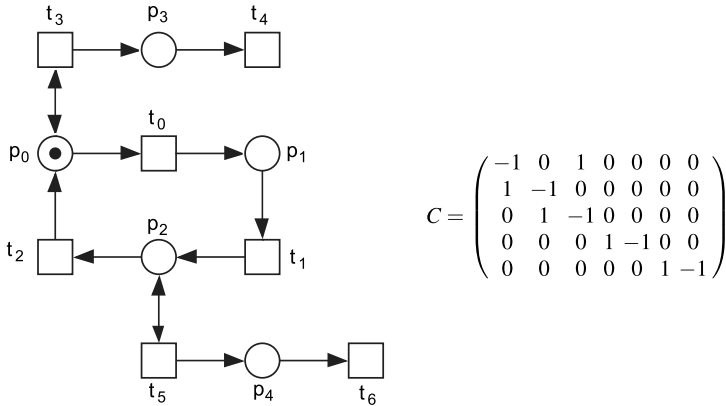 t₃ p₃ t₄
p₀ t₀ p₁
t₂ p₂ t₁
t₅ p₄ t₆
C =
−1 0 1 0 0 0 0
1 −1 0 0 0 0 0
0 1 −1 0 0 0 0
0 0 0 1 −1 0 0
0 0 0 0 0 1 −1